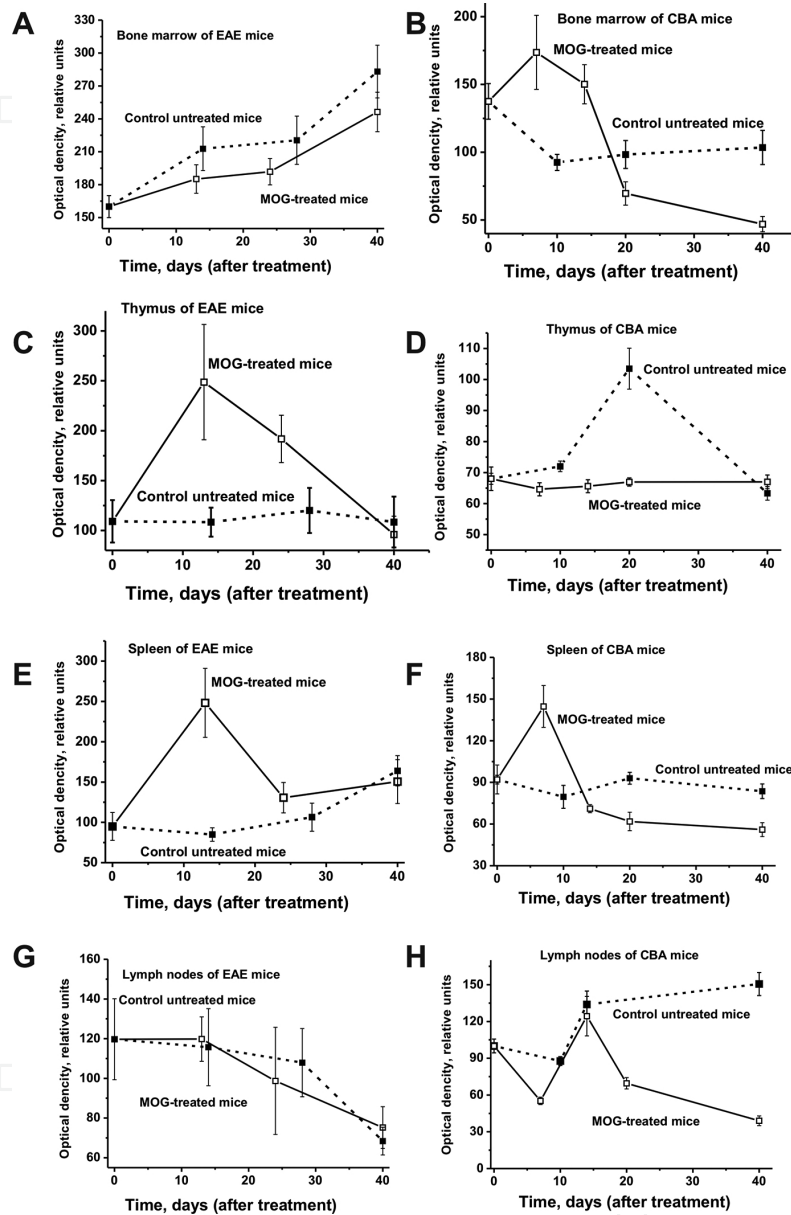 A
Bone marrow of EAE mice
Optical dencity, relative units
330
300
270
240
210
180
150
Control untreated mice
MOG-treated mice
0 10 20 30 40
Time, days (after treatment)
B
Bone marrow of CBA mice
Optical dencity, relative units
200
150
100
50
MOG-treated mice
Control untreated mice
0 10 20 30 40
Time, days (after treatment)
C
Thymus of EAE mice
Optical dencity, relative units
300
250
200
150
100
MOG-treated mice
Control untreated mice
0 10 20 30 40
Time, days (after treatment)
D
Thymus of CBA mice
Optical dencity, relative units
110
100
90
80
70
60
50
Control untreated mice
MOG-treated mice
0 10 20 30 40
Time, days (after treatment)
E
Spleen of EAE mice
Optical dencity, relative units
300
250
200
150
100
50
MOG-treated mice
Control untreated mice
0 10 20 30 40
Time, days (after treatment)
F
Spleen of CBA mice
Optical dencity, relative units
180
150
120
90
60
30
MOG-treated mice
Control untreated mice
0 10 20 30 40
Time, days (after treatment)
G
Lymph nodes of EAE mice
Optical dencity, relative units
160
140
120
100
80
60
Control untreated mice
MOG-treated mice
0 10 20 30 40
Time, days (after treatment)
H
Lymph nodes of CBA mice
Optical dencity, relative units
150
120
90
60
30
0
Control untreated mice
MOG-treated mice
0 10 20 30 40
Time, days (after treatment)